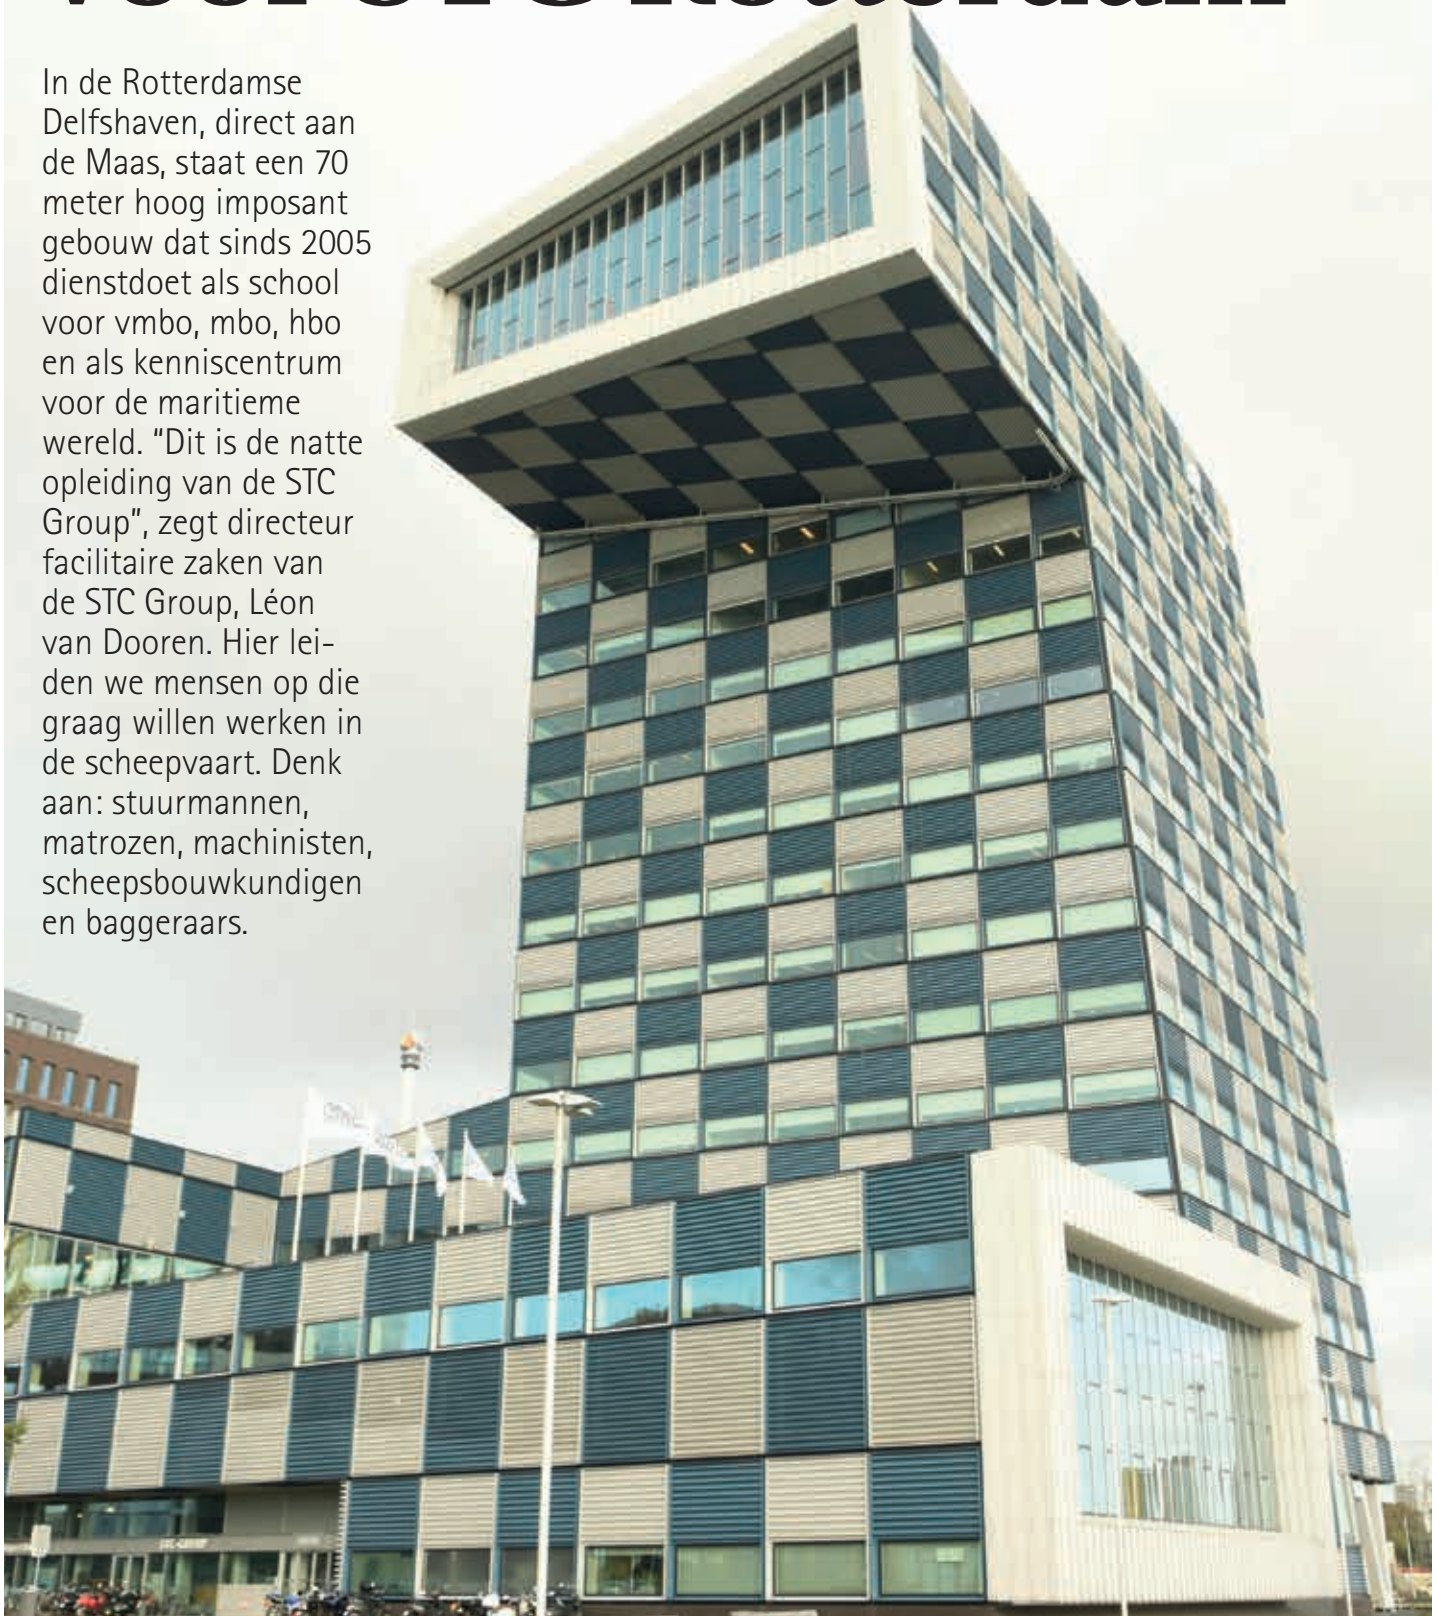 voor STC Rotterdam
In de Rotterdamse
Delfshaven, direct aan
de Maas, staat een 70
meter hoog imposant
gebouw dat sinds 2005
dienstdoet als school
voor vmbo, mbo, hbo
en als kenniscentrum
voor de maritieme
wereld. “Dit is de natte
opleiding van de STC
Group”, zegt directeur
facilitaire zaken van
de STC Group, Léon
van Dooren. Hier lei-
den we mensen op die
graag willen werken in
de scheepvaart. Denk
aan: stuurmannen,
matrozen, machinisten,
scheepsbouwkundigen
en baggeraars.